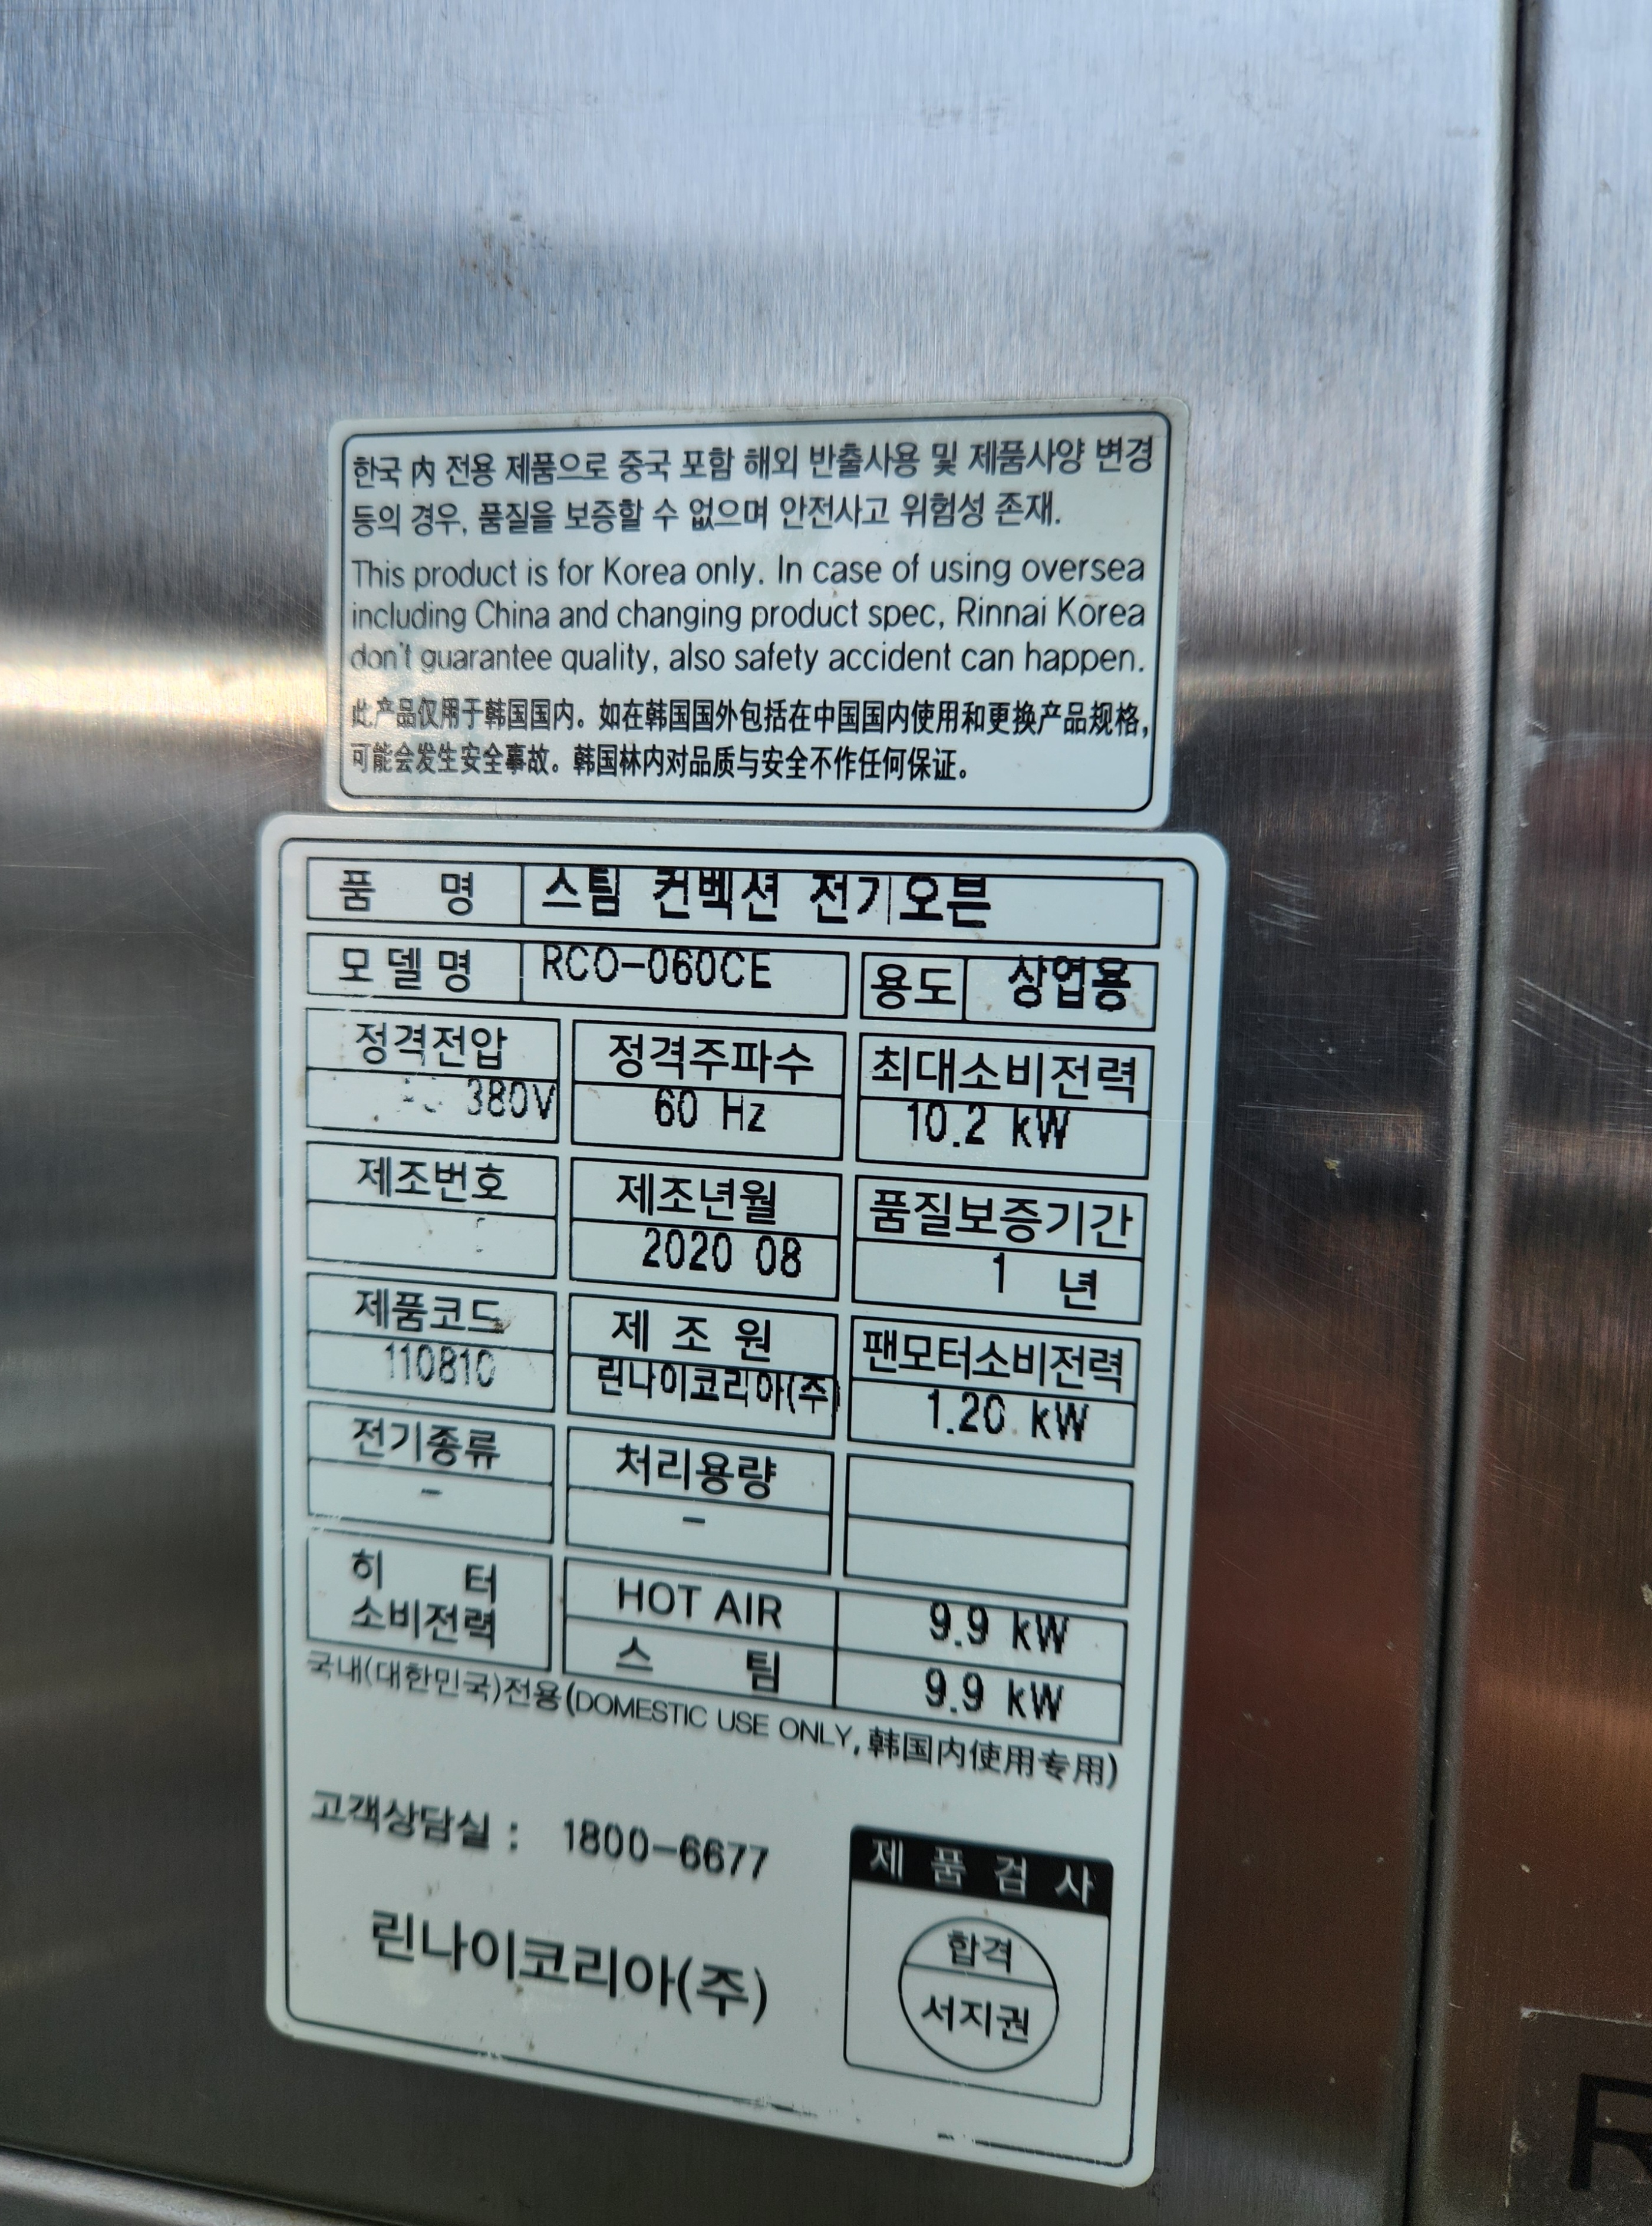 한국 内 전용 제품으로 중국 포함 해외 반출사용 및 제품사양 변경
등의 경우, 품질을 보증할 수 없으며 안전사고 위험성 존재.
This product is for Korea only. In case of using oversea
including China and changing product spec, Rinnai Korea
don't guarantee quality, also safety accident can happen.
此产品仅用于韩国国内。如在韩国国外包括在中国国内使用和更换产品规格,
可能会发生安全事故。韩国林内对品质与安全不作任何保证。
품 명 스팀 컨벡션 전기오븐
모델명 RCO-060CE 용도 상업용
정격전압 정격주파수 최대소비전력
380V 60 Hz 10.2 kW
제조번호 제조년월 품질보증기간
2020 08 1 년
제품코드 제 조 원 팬모터소비전력
110810 린나이코리아(주) 1.20 kW
전기종류 처리용량
- -
히 터 소비전력 HOT AIR 9.9 kW
스 팀 9.9 kW
국내(대한민국)전용(DOMESTIC USE ONLY, 韩国内使用专用)
고객상담실 : 1800-6677
제 품 검 사
합격
서지권
린나이코리아(주)